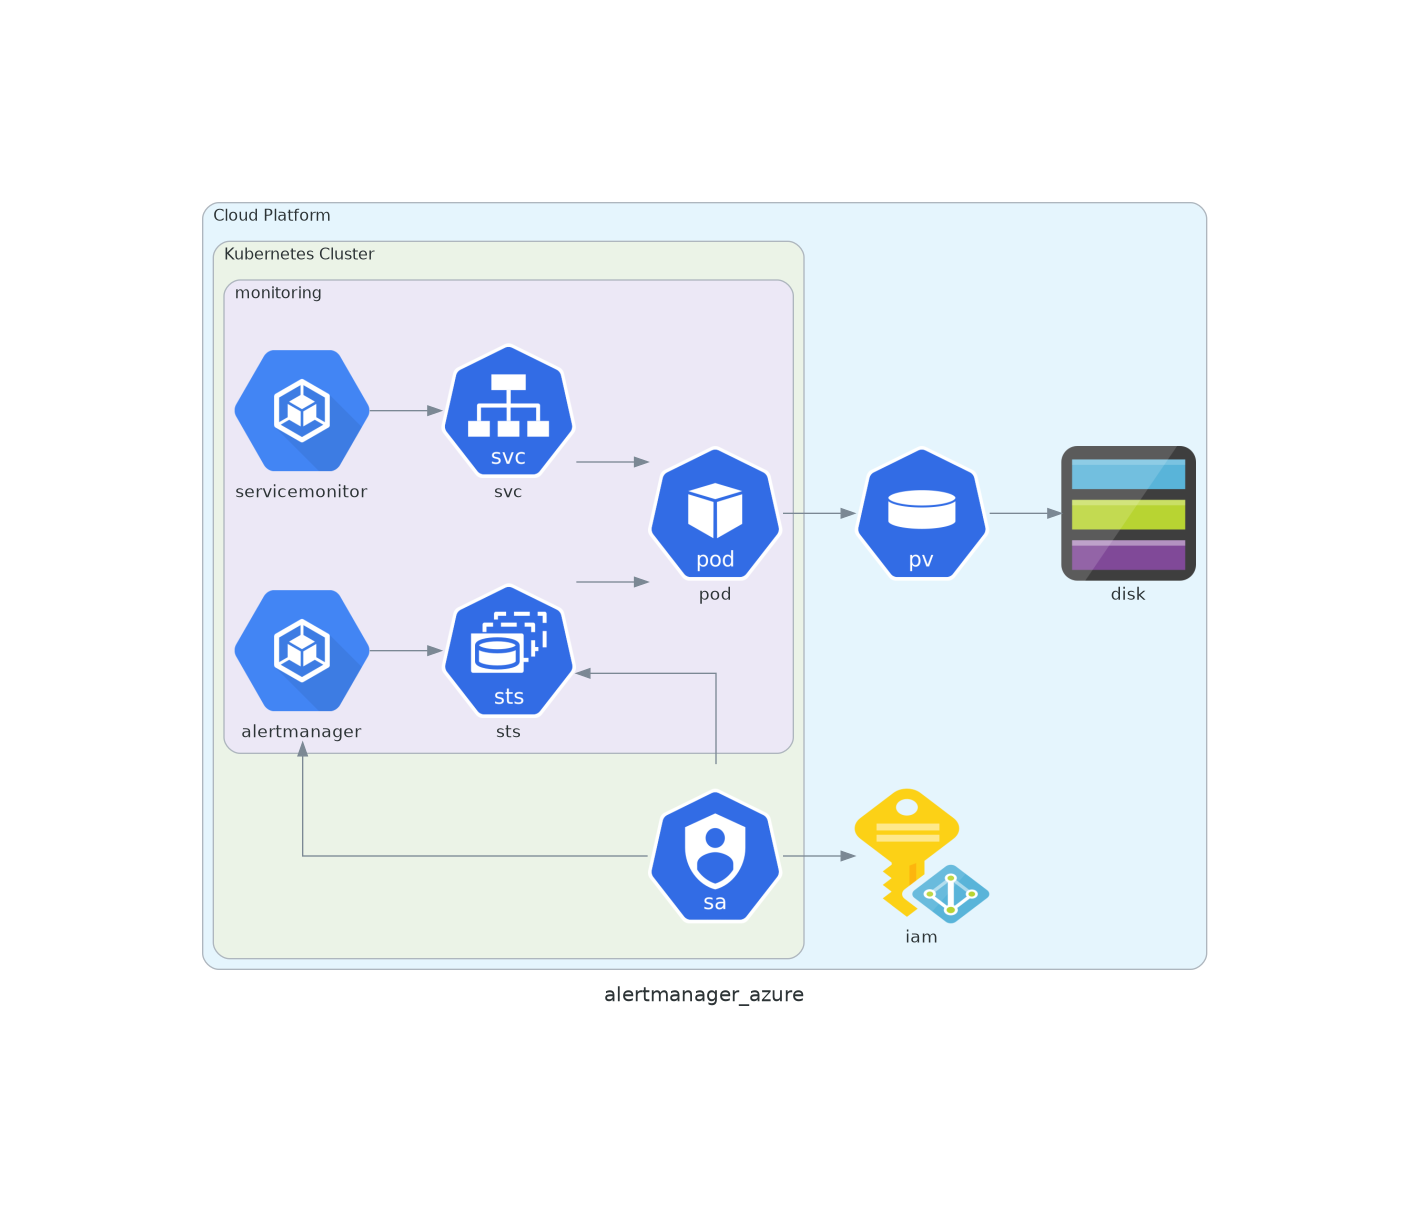 Cloud Platform
Kubernetes Cluster
monitoring
servicemonitor
svc
svc
pod
pod
pv
disk
alertmanager
sts
sts
sa
iam
alertmanager_azure